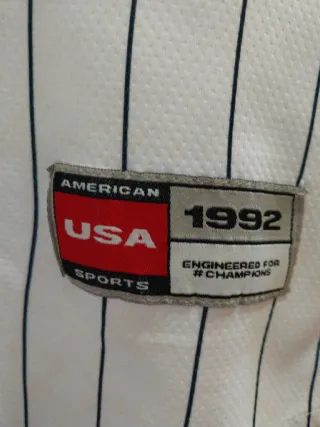 AMERICAN
USA
SPORTS
1992
ENGINEERED FOR
# CHAMPIONS